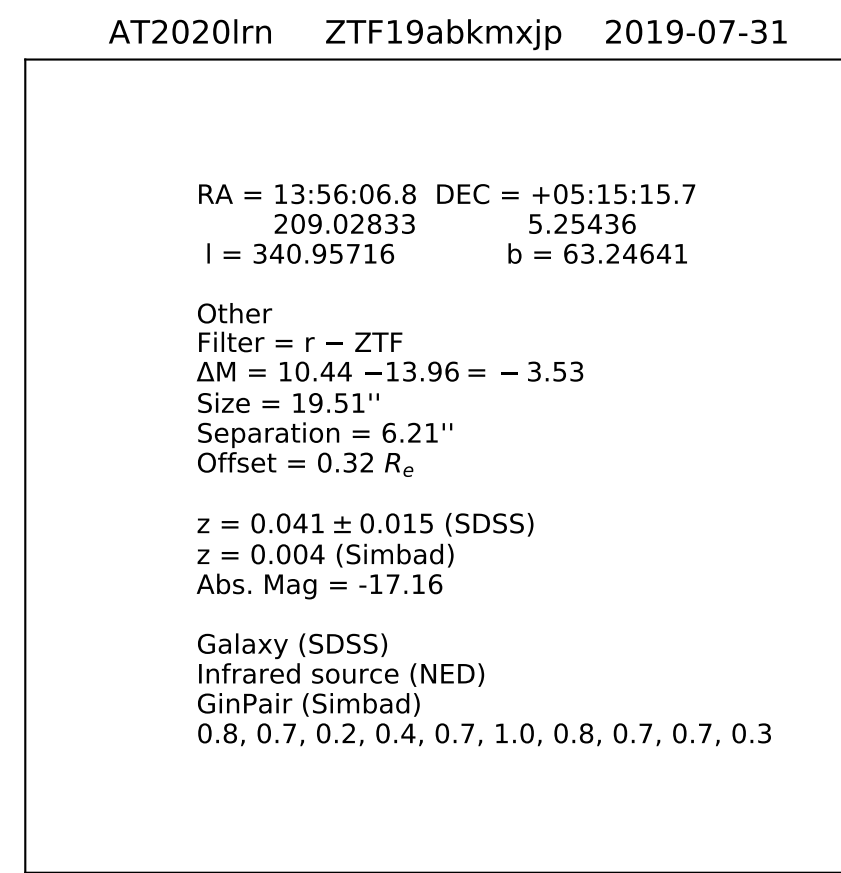 AT2020lrn ZTF19abkmxjp 2019-07-31
RA = 13:56:06.8 DEC = +05:15:15.7
209.02833 5.25436
l = 340.95716 b = 63.24641
Other
Filter = r − ZTF
ΔM = 10.44 −13.96 = − 3.53
Size = 19.51''
Separation = 6.21''
Offset = 0.32 Re
z = 0.041 ± 0.015 (SDSS)
z = 0.004 (Simbad)
Abs. Mag = -17.16
Galaxy (SDSS)
Infrared source (NED)
GinPair (Simbad)
0.8, 0.7, 0.2, 0.4, 0.7, 1.0, 0.8, 0.7, 0.7, 0.3